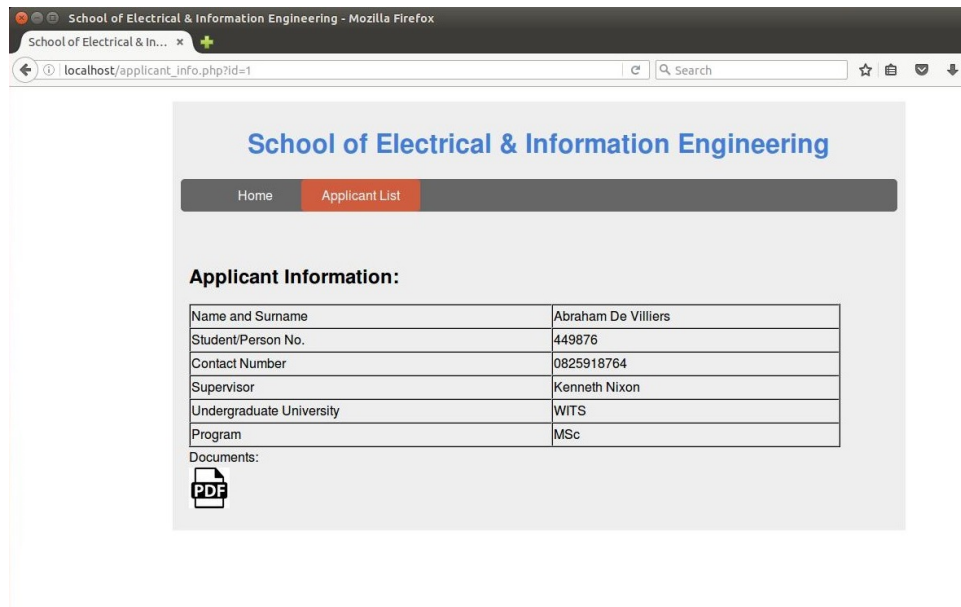 School of Electrical & Information Engineering - Mozilla Firefox
School of Electrical & In...
localhost/applicant_info.php?id=1
Search
School of Electrical & Information Engineering
Home Applicant List
Applicant Information:
Name and Surname Abraham De Villiers
Student/Person No. 449876
Contact Number 0825918764
Supervisor Kenneth Nixon
Undergraduate University WITS
Program MSc
Documents:
PDF